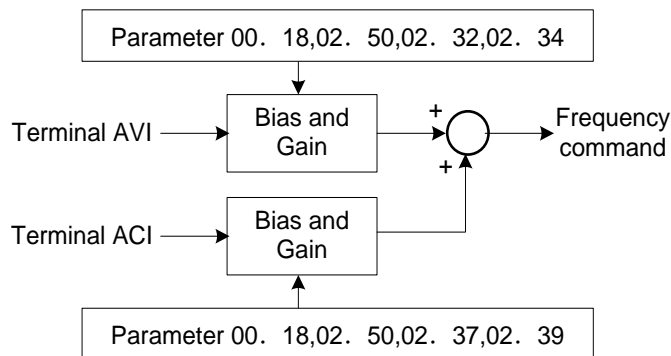 Parameter 00. 18,02. 50,02. 32,02. 34
Terminal AVI
Bias and
Gain
+
+
Frequency
command
Terminal ACI
Bias and
Gain
Parameter 00. 18,02. 50,02. 37,02. 39